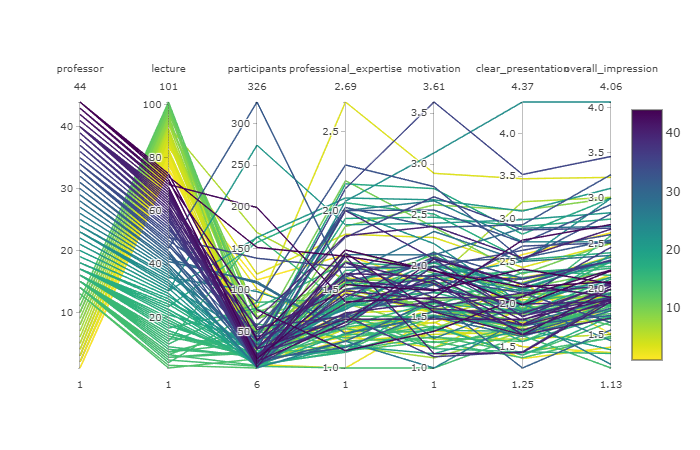 professor lecture participants professional_expertise motivation clear_presentation overall_impression
44 101 326 2.69 3.61 4.37 4.06
40 100 300 2.5 3.5 4.0 4.0 40
30 80 250 2.0 3.0 3.5 3.5 30
20 60 200 1.5 2.5 3.0 3.0 20
10 40 150 1.0 2.0 2.5 2.5 10
20 100 1.5 2.0 2.0
50 1.0 1.5 1.5
1 1 6 1 1 1.25 1.13